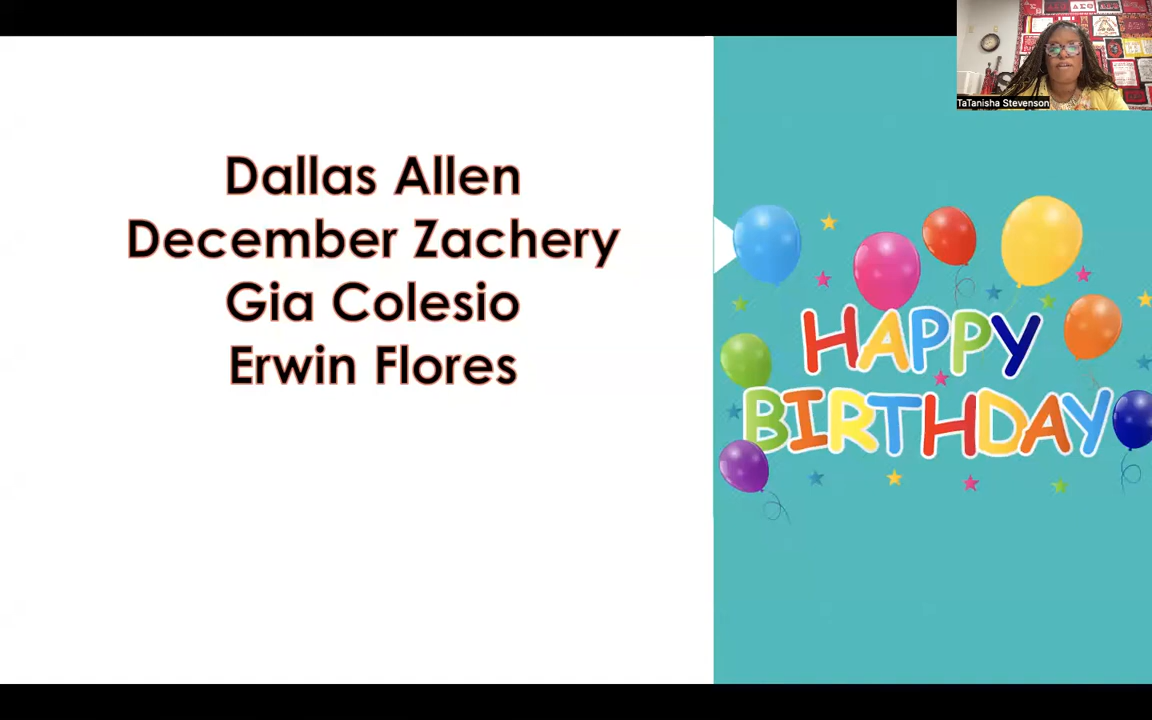 TaTanisha Stevenson
Dallas Allen
December Zachery
Gia Colesio
Erwin Flores
HAPPY
BIRTHDAY